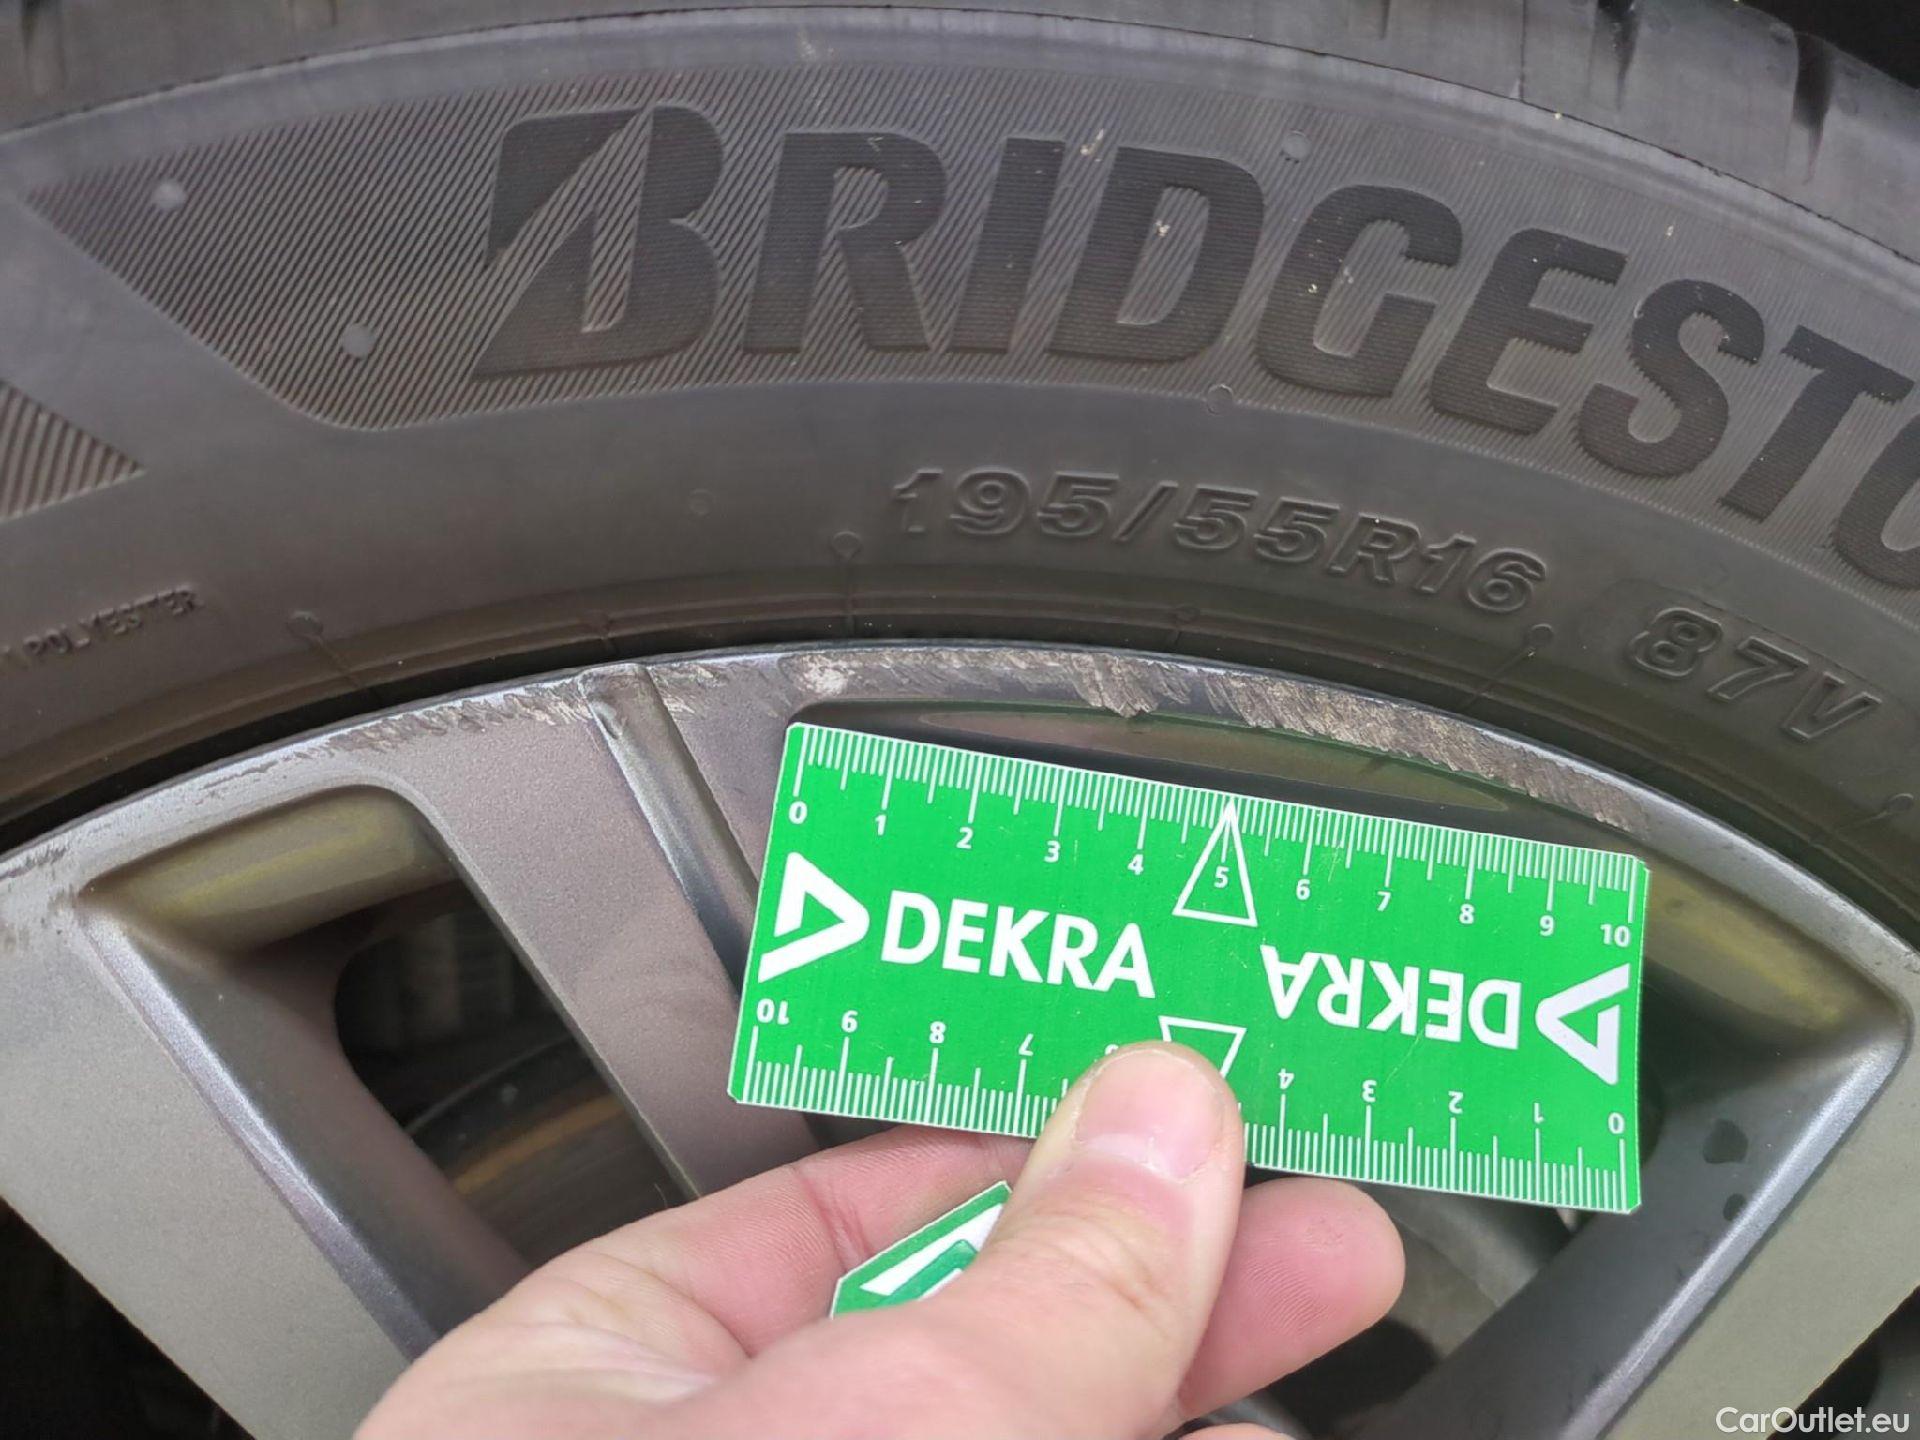 BRIDGESTO
195/55R16 87V
POLYESTER
0 1 2 3 4 5 6 7 8 9 10
DEKRA
DEKRA
10 9 8 7 4 3 2 1 0
CarOutlet.eu